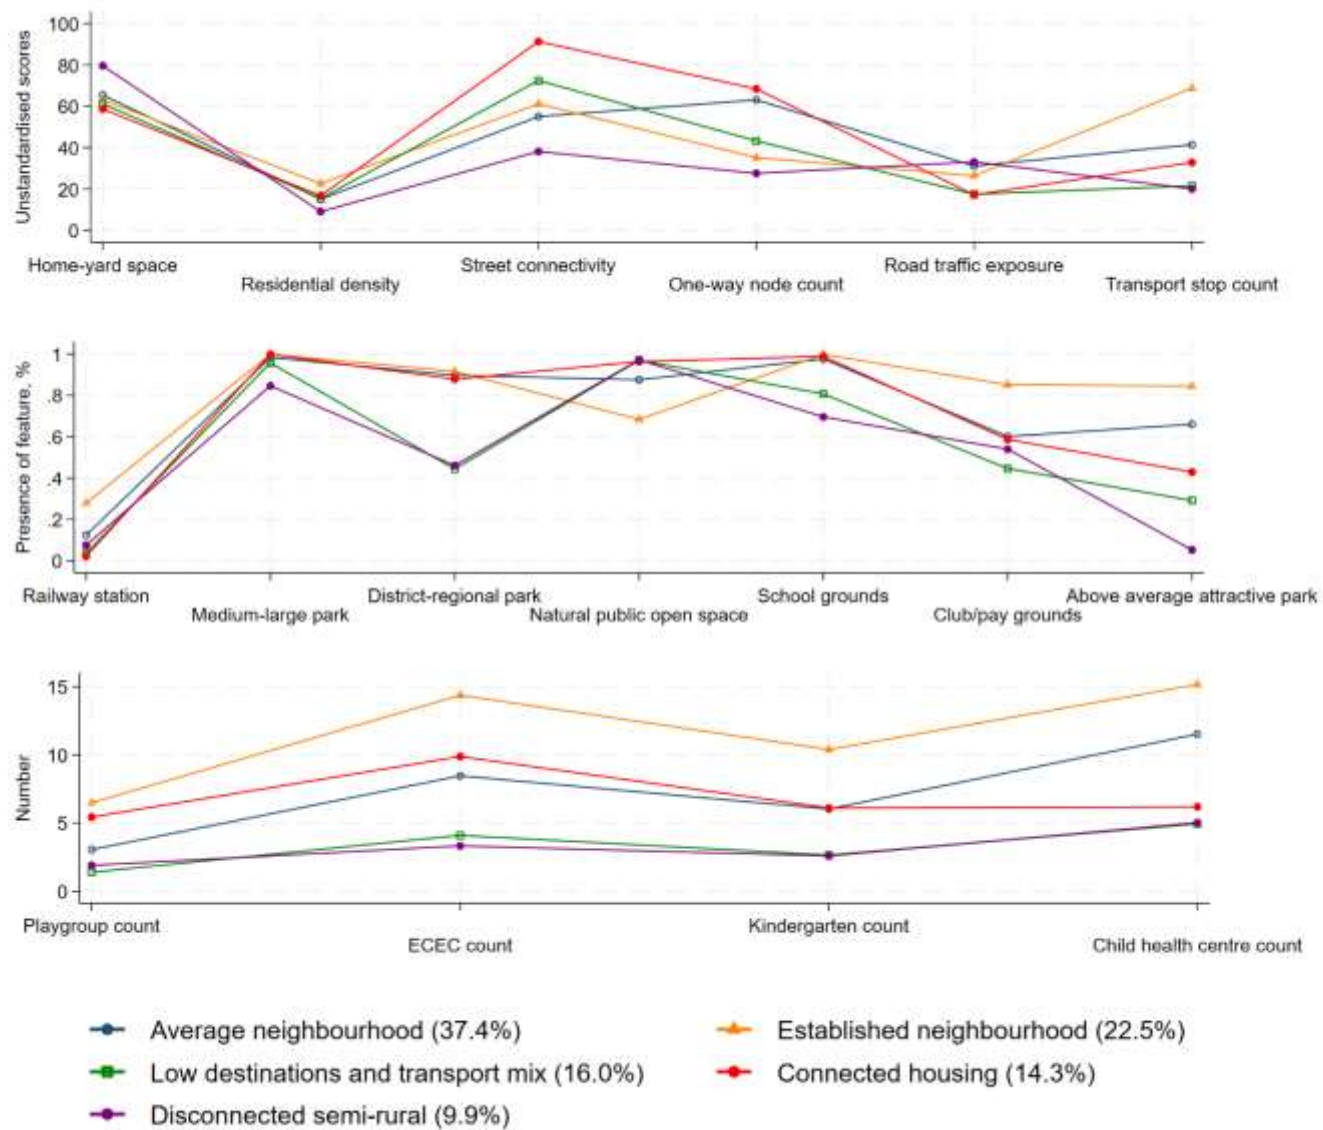 Unstandardised scores
100
80
60
40
20
0
Home-yard space
Residential density
Street connectivity
One-way node count
Road traffic exposure
Transport stop count
Presence of feature, %
1
.8
.6
.4
.2
0
Railway station
Medium-large park
District-regional park
Natural public open space
School grounds
Club/pay grounds
Above average attractive park
Number
15
10
5
0
Playgroup count
ECEC count
Kindergarten count
Child health centre count
Average neighbourhood (37.4%)
Established neighbourhood (22.5%)
Low destinations and transport mix (16.0%)
Connected housing (14.3%)
Disconnected semi-rural (9.9%)